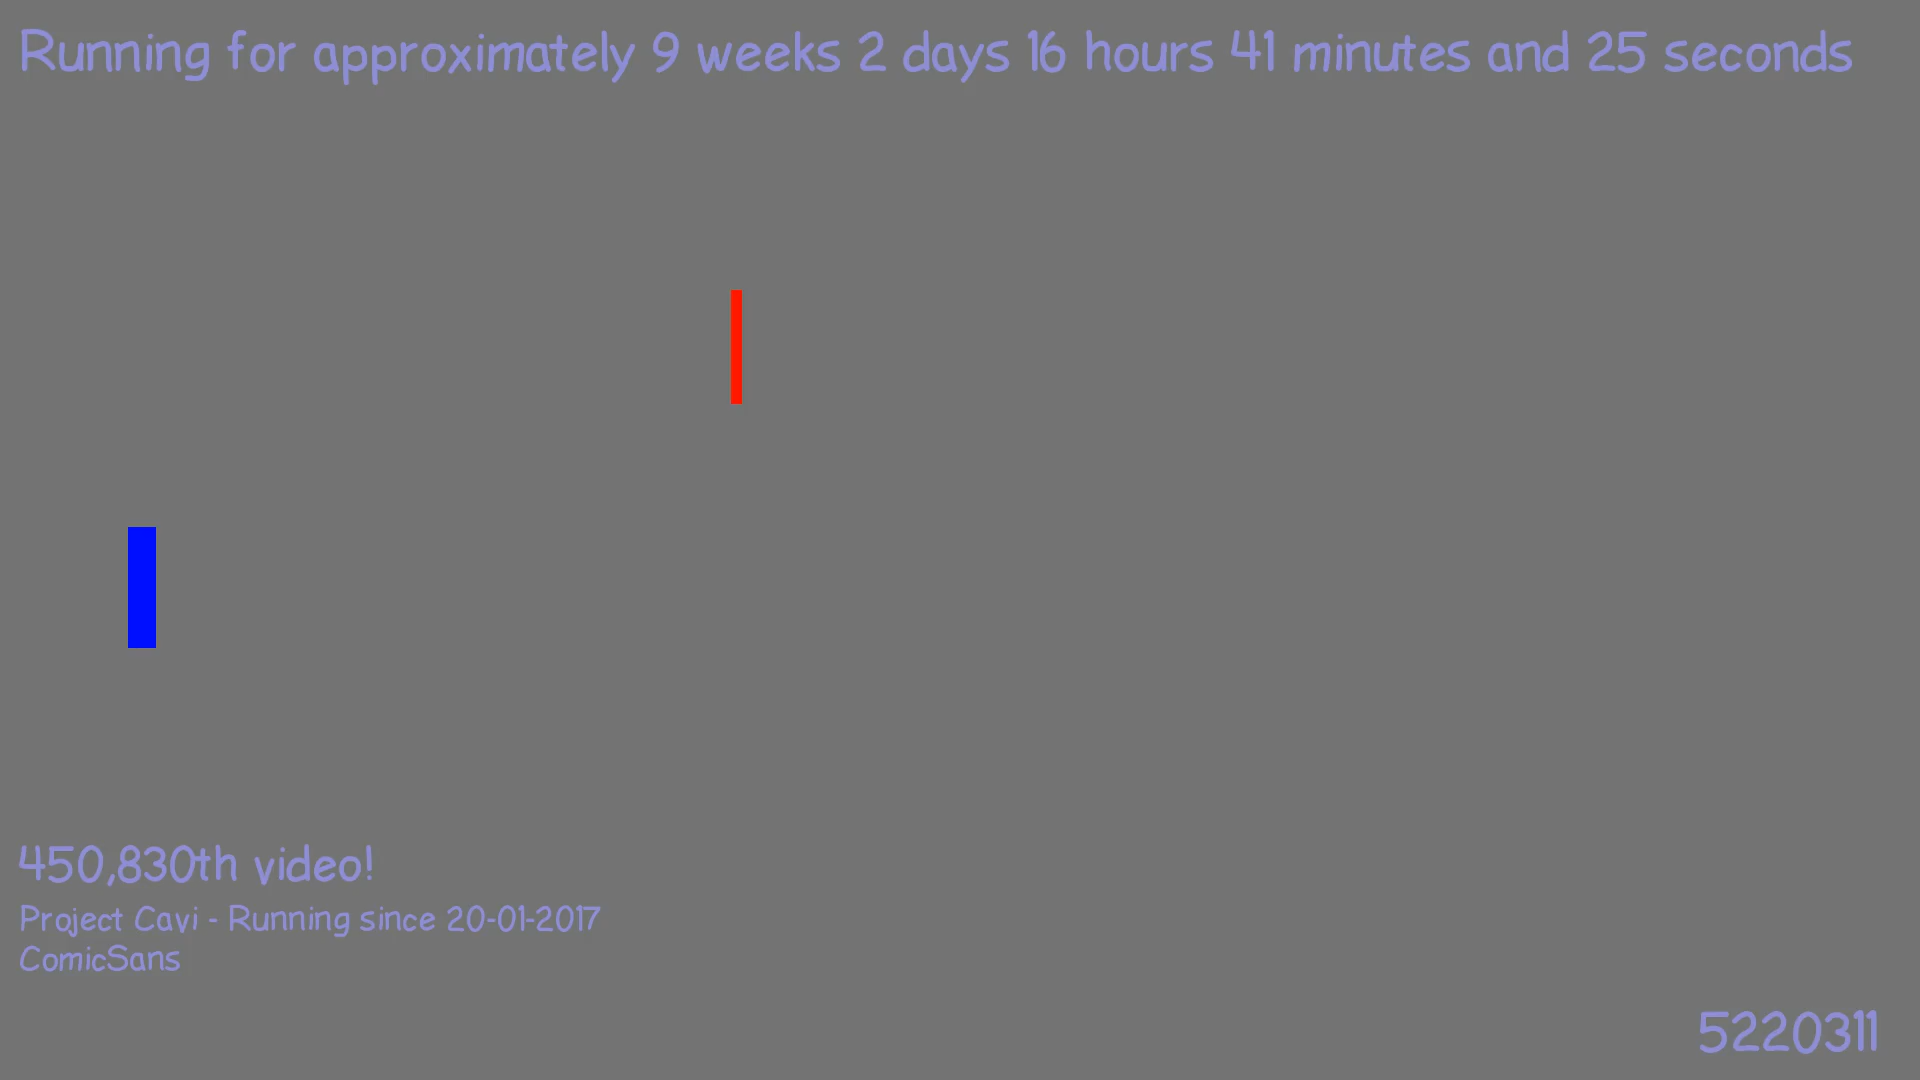 Running for approximately 9 weeks 2 days 16 hours 41 minutes and 25 seconds
450,830th video!
Project Cavi - Running since 20-01-2017
ComicSans
5220311